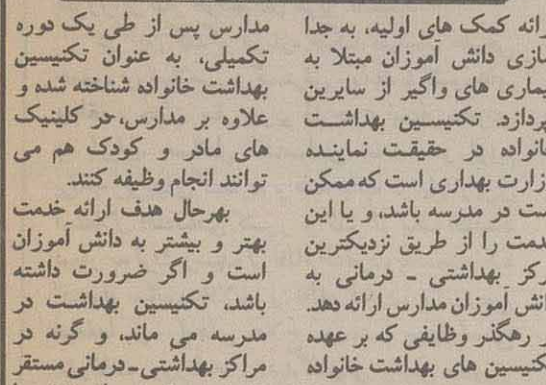 ارائه کمک های اولیه، به جدا
سازی دانش آموزان مبتلا به
بیماری های واگیر از سایرین
بپردازد. تکنیسین بهداشت
خانواده در حقیقت نماینده
وزارت بهداری است که ممکن
است در مدرسه باشد، و یا این
خدمت را از طریق نزدیکترین
مرکز بهداشتی ـ درمانی به
دانش آموزان مدارس ارائه دهد.
رهگذر وظایفی که بر عهده
تکنیسین های بهداشت خانواده
مدارس پس از طی یک دوره
تکمیلی، به عنوان تکنیسین
بهداشت خانواده شناخته شده و
علاوه بر مدارس، در کلینیک
های مادر و کودک هم می
توانند انجام وظیفه کنند.
بهرحال هدف ارائه خدمت
بهتر و بیشتر به دانش آموزان
است و اگر ضرورت داشته
باشد، تکنیسین بهداشت در
مدرسه می ماند، و گرنه در
مراکز بهداشتی ـ درمانی مستقر